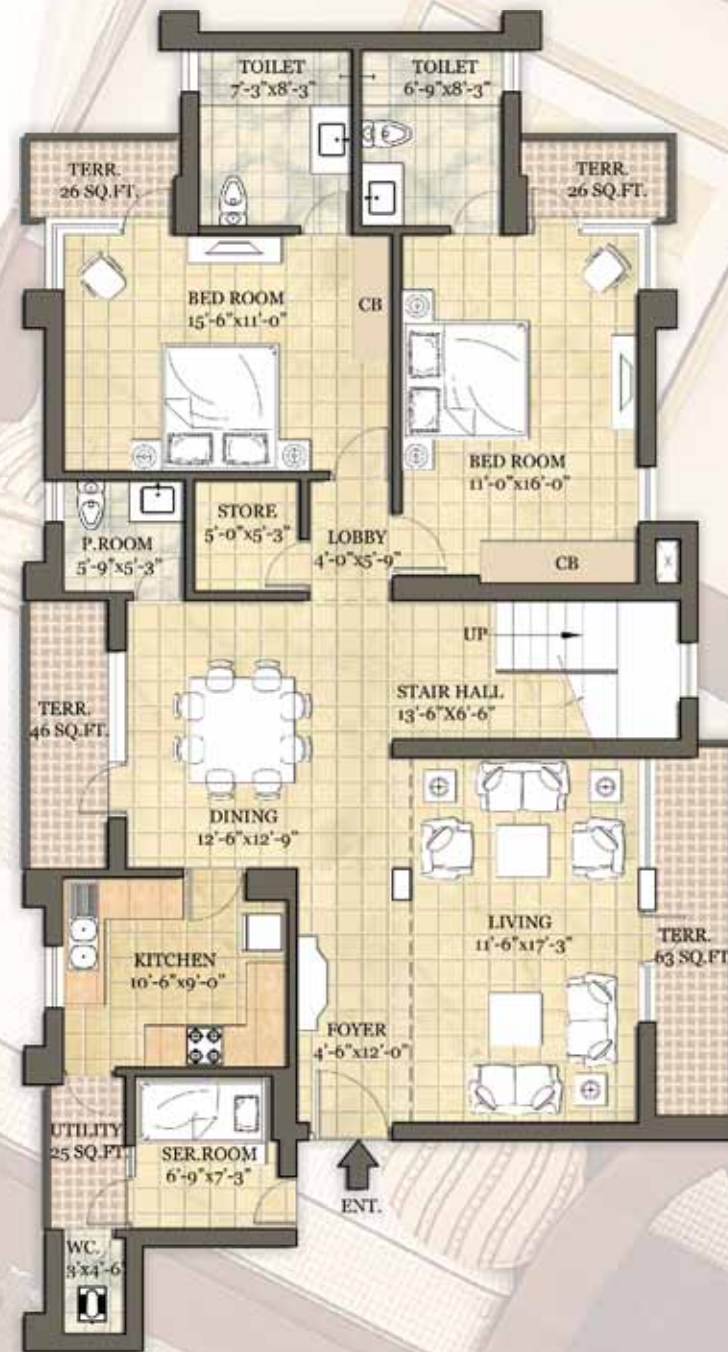 TOILET
7'-3"x8'-3"
TOILET
6'-9"x8'-3"
TERR.
26 SQ.FT.
TERR.
26 SQ.FT.
BED ROOM
15'-6"x11'-0"
CB
BED ROOM
11'-0"x16'-0"
CB
P.ROOM
5'-9"x5'-3"
STORE
5'-0"x5'-3"
LOBBY
4'-0"x5'-9"
X
UP
STAIR HALL
13'-6"X6'-6"
TERR.
46 SQ.FT.
DINING
12'-6"x12'-9"
LIVING
11'-6"x17'-3"
TERR.
63 SQ.FT
KITCHEN
10'-6"x9'-0"
FOYER
4'-6"x12'-0"
UTILITY
25 SQ.FT.
SER.ROOM
6'-9"x7'-3"
ENT.
WC.
3'x4'-6